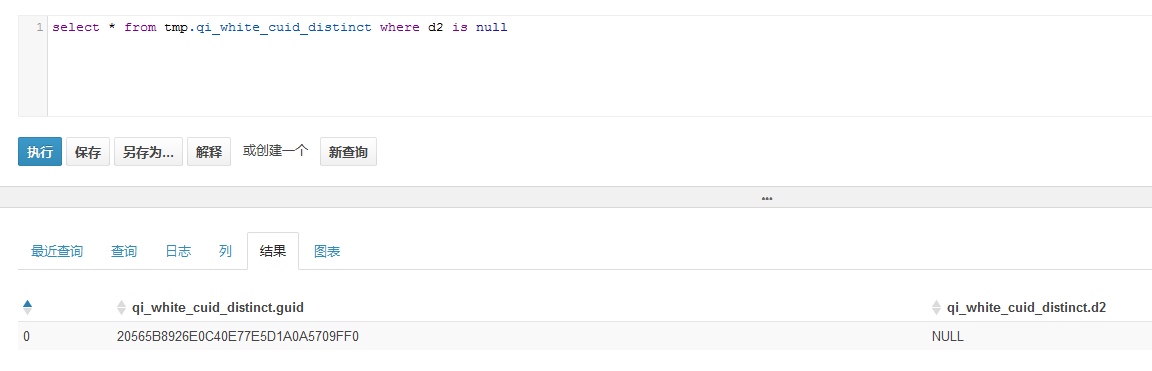 1 select * from tmp.qi_white_cuid_distinct where d2 is null
执行 保存 另存为... 解释 或创建一个 新查询
最近查询 查询 日志 列 结果 图表
qi_white_cuid_distinct.guid qi_white_cuid_distinct.d2
0 20565B8926E0C40E77E5D1A0A5709FF0 NULL